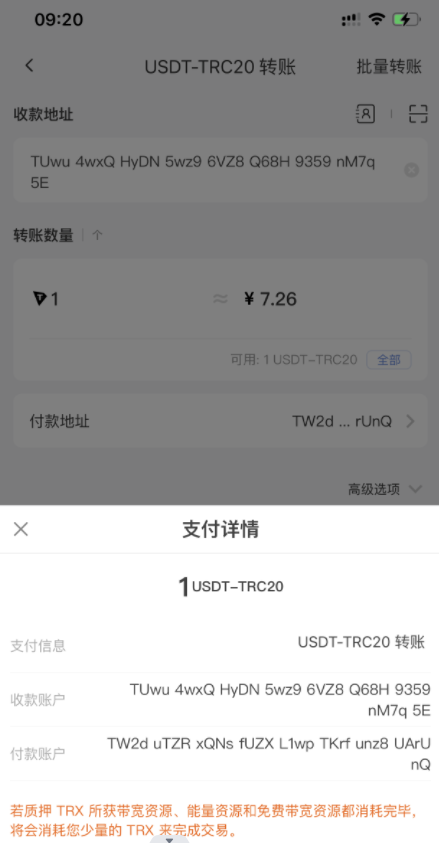 09:20
USDT-TRC20 转账
批量转账
收款地址
TUwu 4wxQ HyDN 5wz9 6VZ8 Q68H 9359 nM7q
5E
转账数量
1 ≈ ¥ 7.26
可用: 1 USDT-TRC20 全部
付款地址 TW2d ... rUnQ
高级选项
支付详情
1 USDT-TRC20
支付信息 USDT-TRC20 转账
收款账户 TUwu 4wxQ HyDN 5wz9 6VZ8 Q68H 9359
nM7q 5E
付款账户 TW2d uTZR xQNs fUZX L1wp TKrf unz8 UArU
nQ
若质押 TRX 所获带宽资源、能量资源和免费带宽资源都消耗完毕，
将会消耗您少量的 TRX 来完成交易。